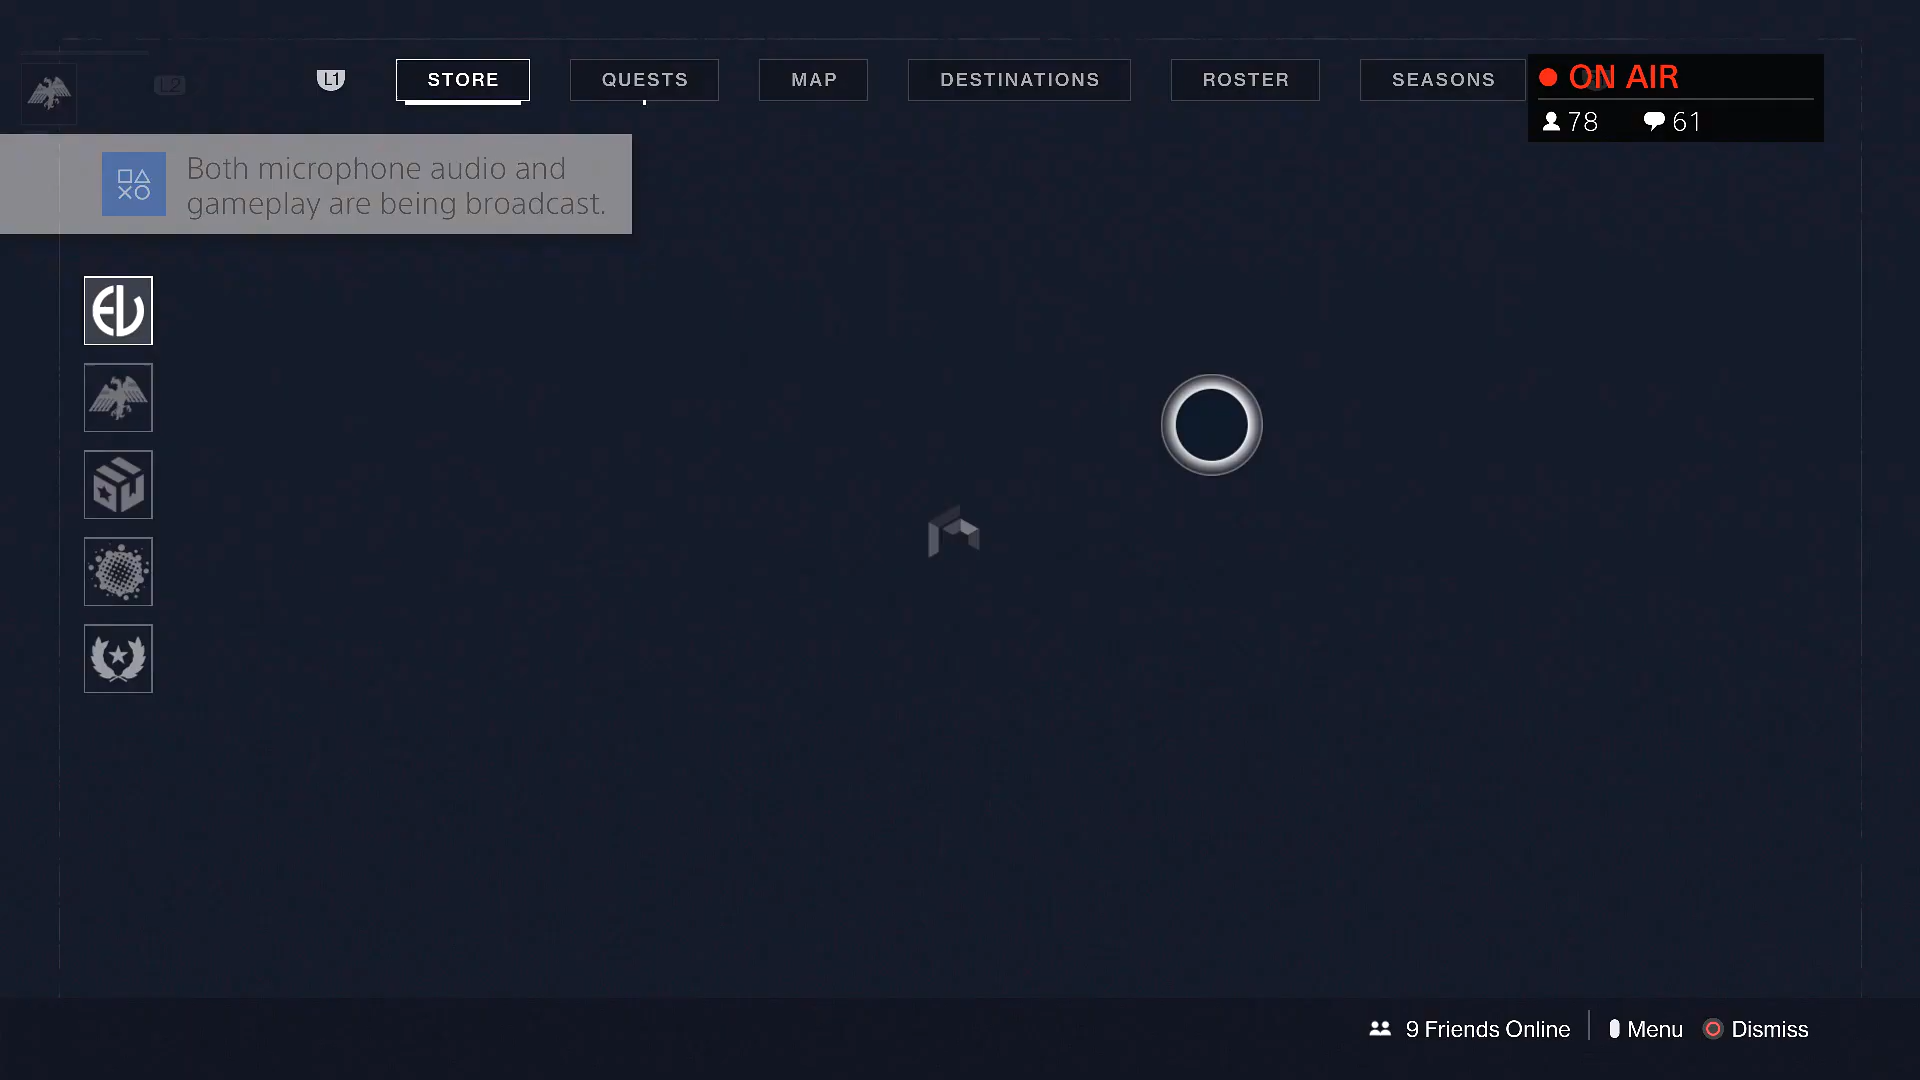 L2
L1
STORE
QUESTS
MAP
DESTINATIONS
ROSTER
SEASONS
ON AIR
78
61
Both microphone audio and
gameplay are being broadcast.
9 Friends Online
Menu
Dismiss